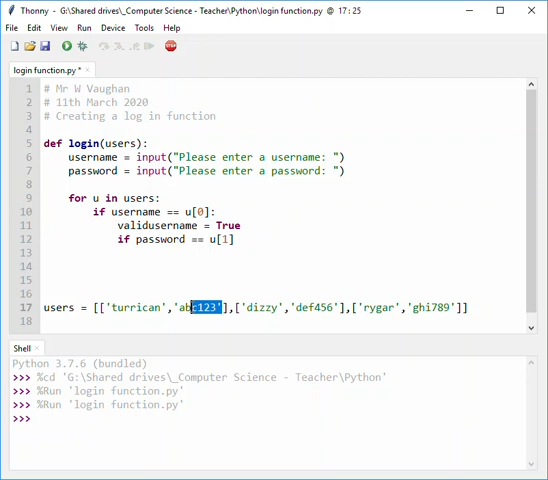 Thonny - G:\Shared drives\_Computer Science - Teacher\Python\login function.py @ 17 : 25
File Edit View Run Device Tools Help
STOP
login function.py * ×
1 # Mr W Vaughan
2 # 11th March 2020
3 # Creating a log in function
4
5 def login(users):
6 username = input("Please enter a username: ")
7 password = input("Please enter a password: ")
8
9 for u in users:
10 if username == u[0]:
11 validusername = True
12 if password == u[1]
13
14
15
16
17 users = [['turrican','abc123'],['dizzy','def456'],['rygar','ghi789']]
18
Shell ×
Python 3.7.6 (bundled)
>>> %cd 'G:\Shared drives\_Computer Science - Teacher\Python'
>>> %Run 'login function.py'
>>> %Run 'login function.py'
>>>